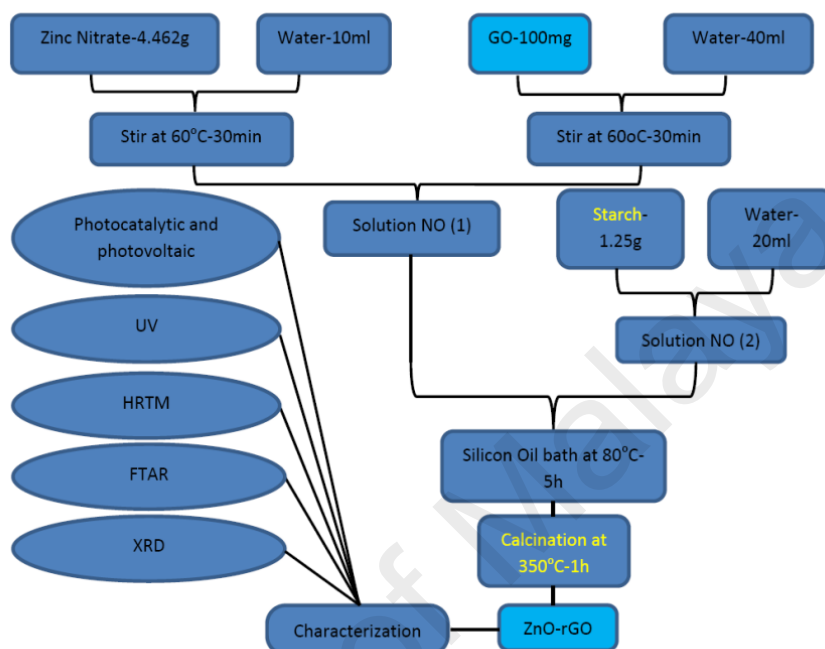 Zinc Nitrate-4.462g
Water-10ml
GO-100mg
Water-40ml
Stir at 60°C-30min
Stir at 60oC-30min
Photocatalytic and
photovoltaic
Solution NO (1)
Starch-
1.25g
Water-
20ml
UV
Solution NO (2)
HRTM
FTAR
Silicon Oil bath at 80°C-
5h
XRD
Calcination at
350°C-1h
Characterization
ZnO-rGO
of Malaya